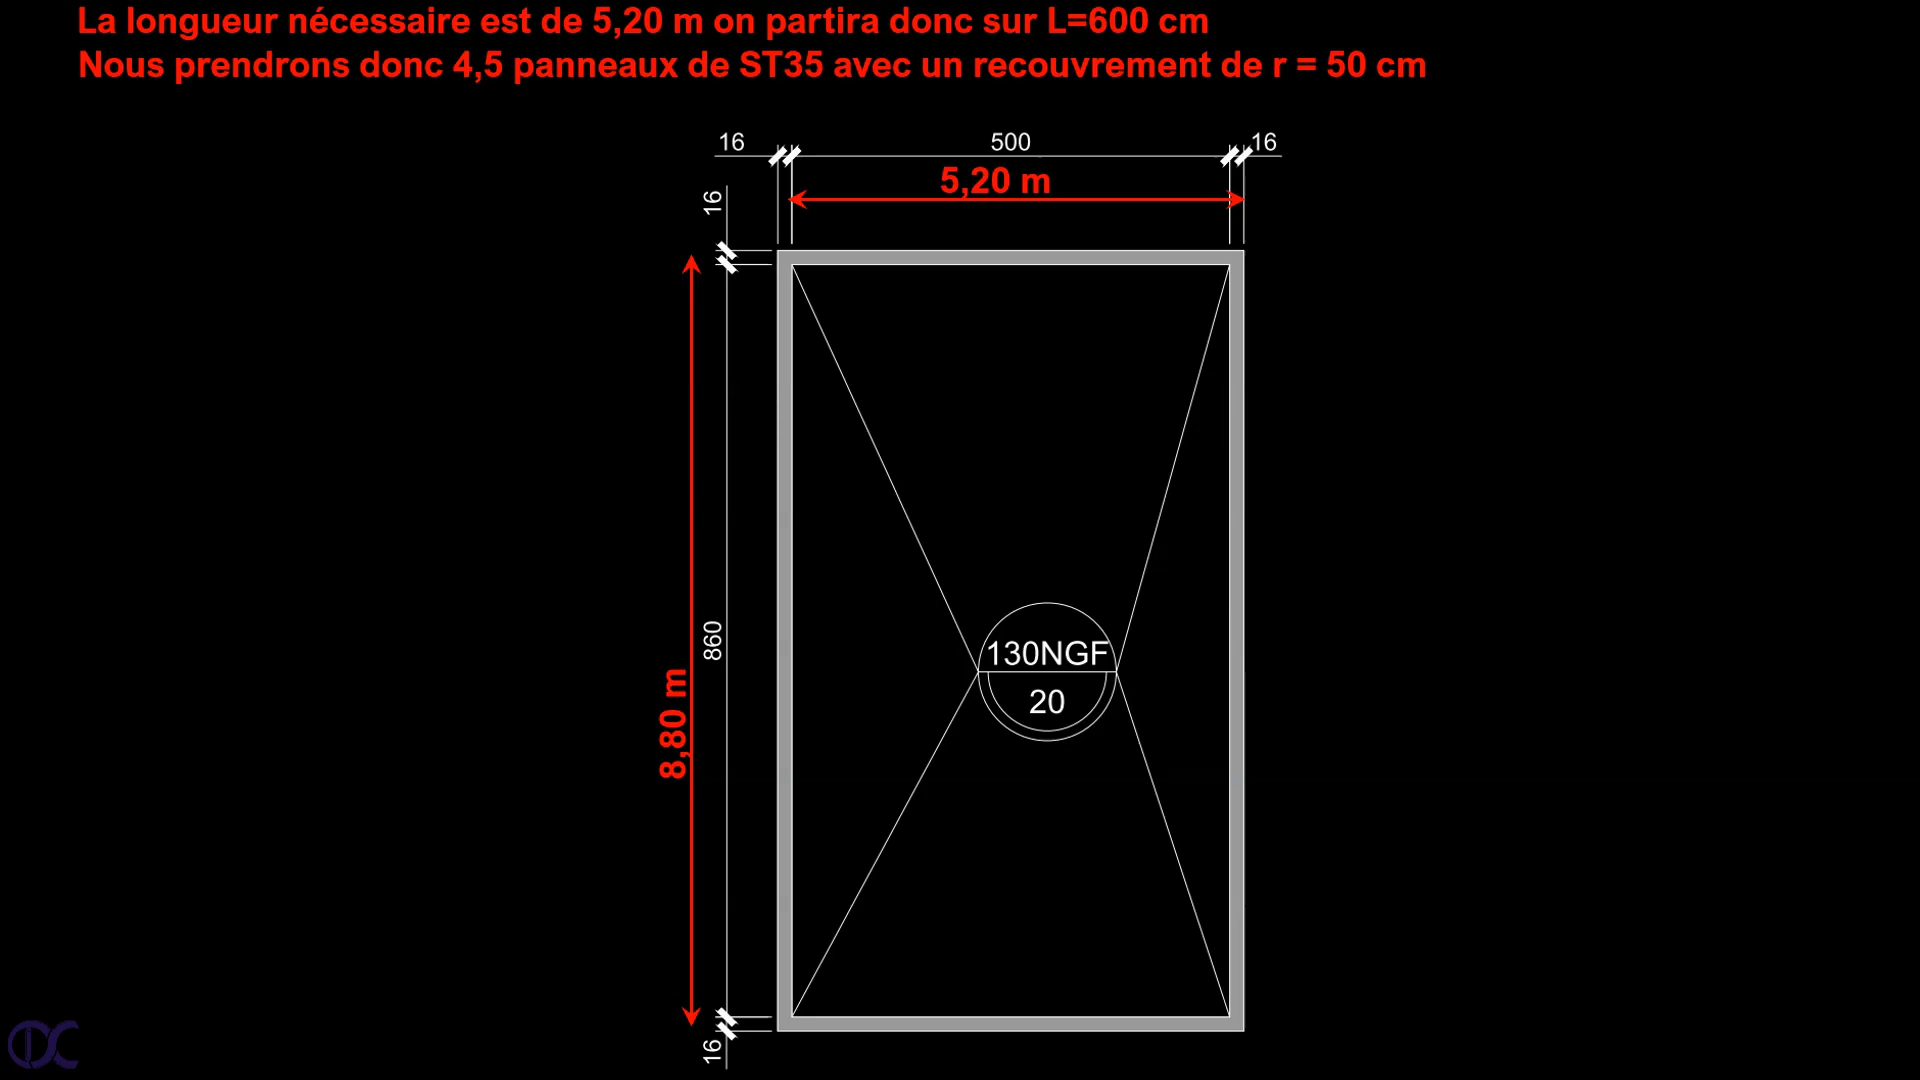 La longueur nécessaire est de 5,20 m on partira donc sur L=600 cm
Nous prendrons donc 4,5 panneaux de ST35 avec un recouvrement de r = 50 cm
16 500 16
5,20 m
16
860
8,80 m
130NGF
20
16